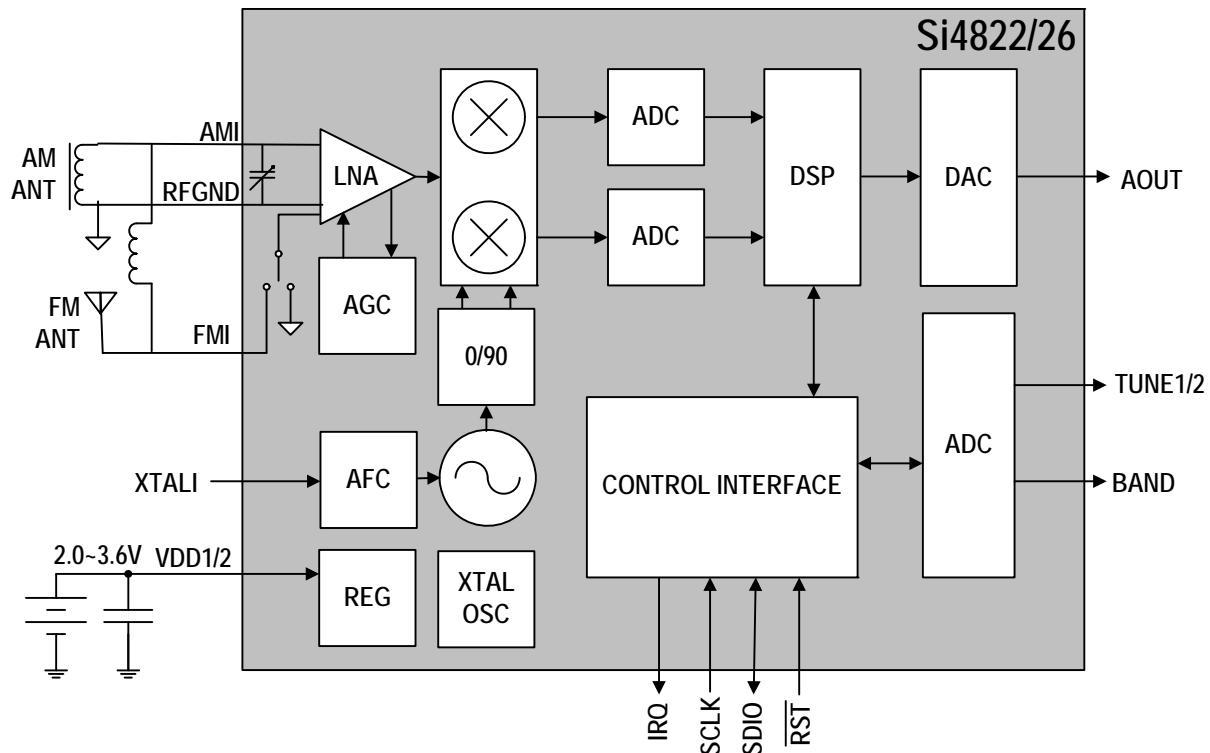 Si4822/26
AMI
AM
ANT
RFGND
LNA
ADC
DSP
DAC
AOUT
ADC
FM
ANT
FMI
AGC
0/90
TUNE1/2
ADC
XTALI
AFC
CONTROL INTERFACE
BAND
2.0~3.6V
VDD1/2
REG
XTAL
OSC
IRQ
SCLK
SDIO
RST